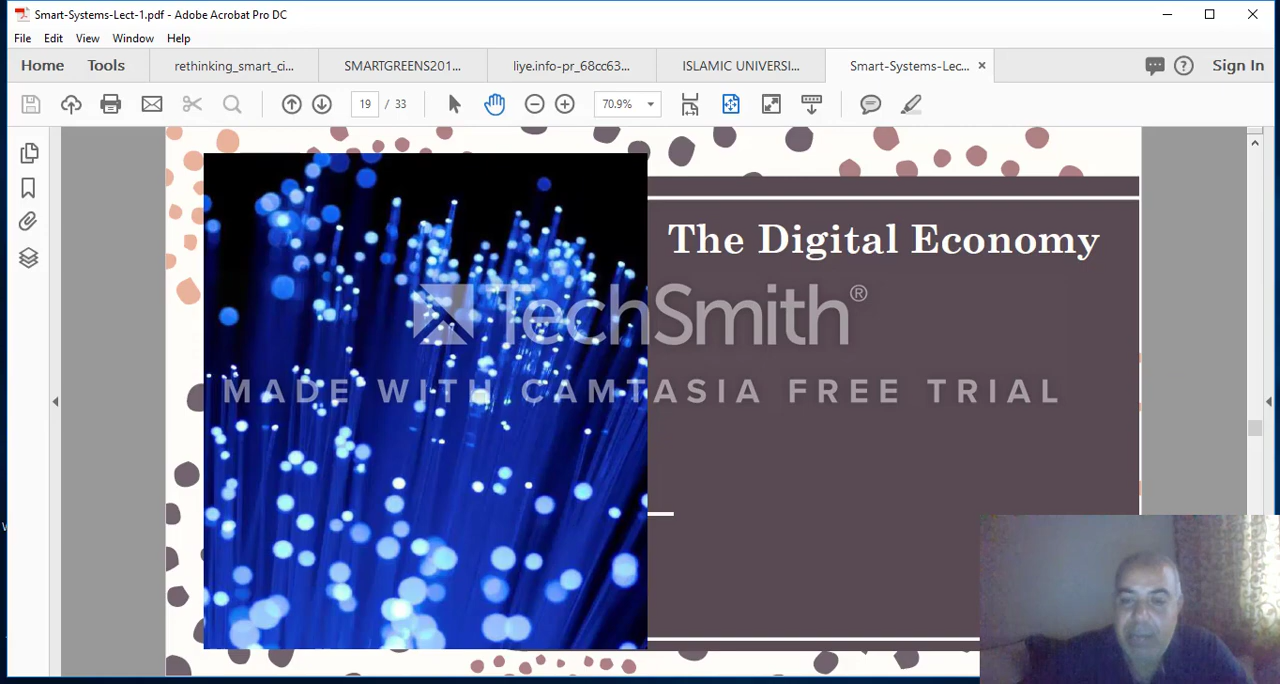 Smart-Systems-Lect-1.pdf - Adobe Acrobat Pro DC
File Edit View Window Help
Home Tools rethinking_smart_ci... SMARTGREENS201... liye.info-pr_68cc63... ISLAMIC UNIVERSI... Smart-Systems-Lec... × Sign In
19 / 33 70.9%
The Digital Economy
TechSmith®
MADE WITH CAMTASIA FREE TRIAL